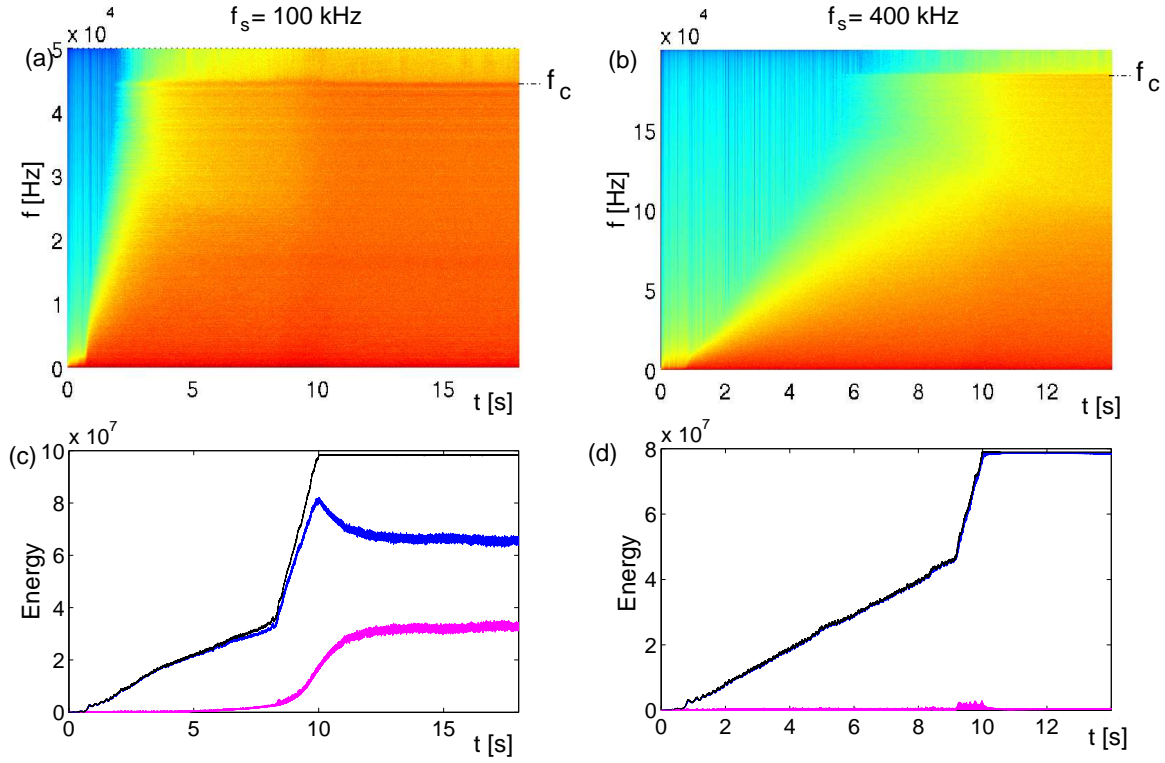 f_s = 100 kHz
f_s = 400 kHz
(a)
x 10^4
5
4
3
2
1
0
f [Hz]
0 5 10 15
t [s]
f_c
(b)
x 10^4
15
10
5
0
f [Hz]
0 2 4 6 8 10 12
t [s]
f_c
(c)
x 10^7
10
8
6
4
2
0
Energy
0 5 10 15
t [s]
(d)
x 10^7
8
6
4
2
0
Energy
0 2 4 6 8 10 12
t [s]